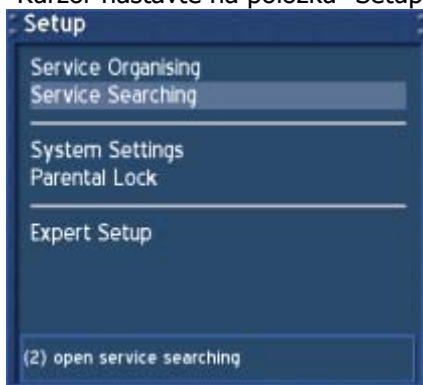 Kurzor nastavte na položka "Setup
Setup
Service Organising
Service Searching
System Settings
Parental Lock
Expert Setup
(2) open service searching